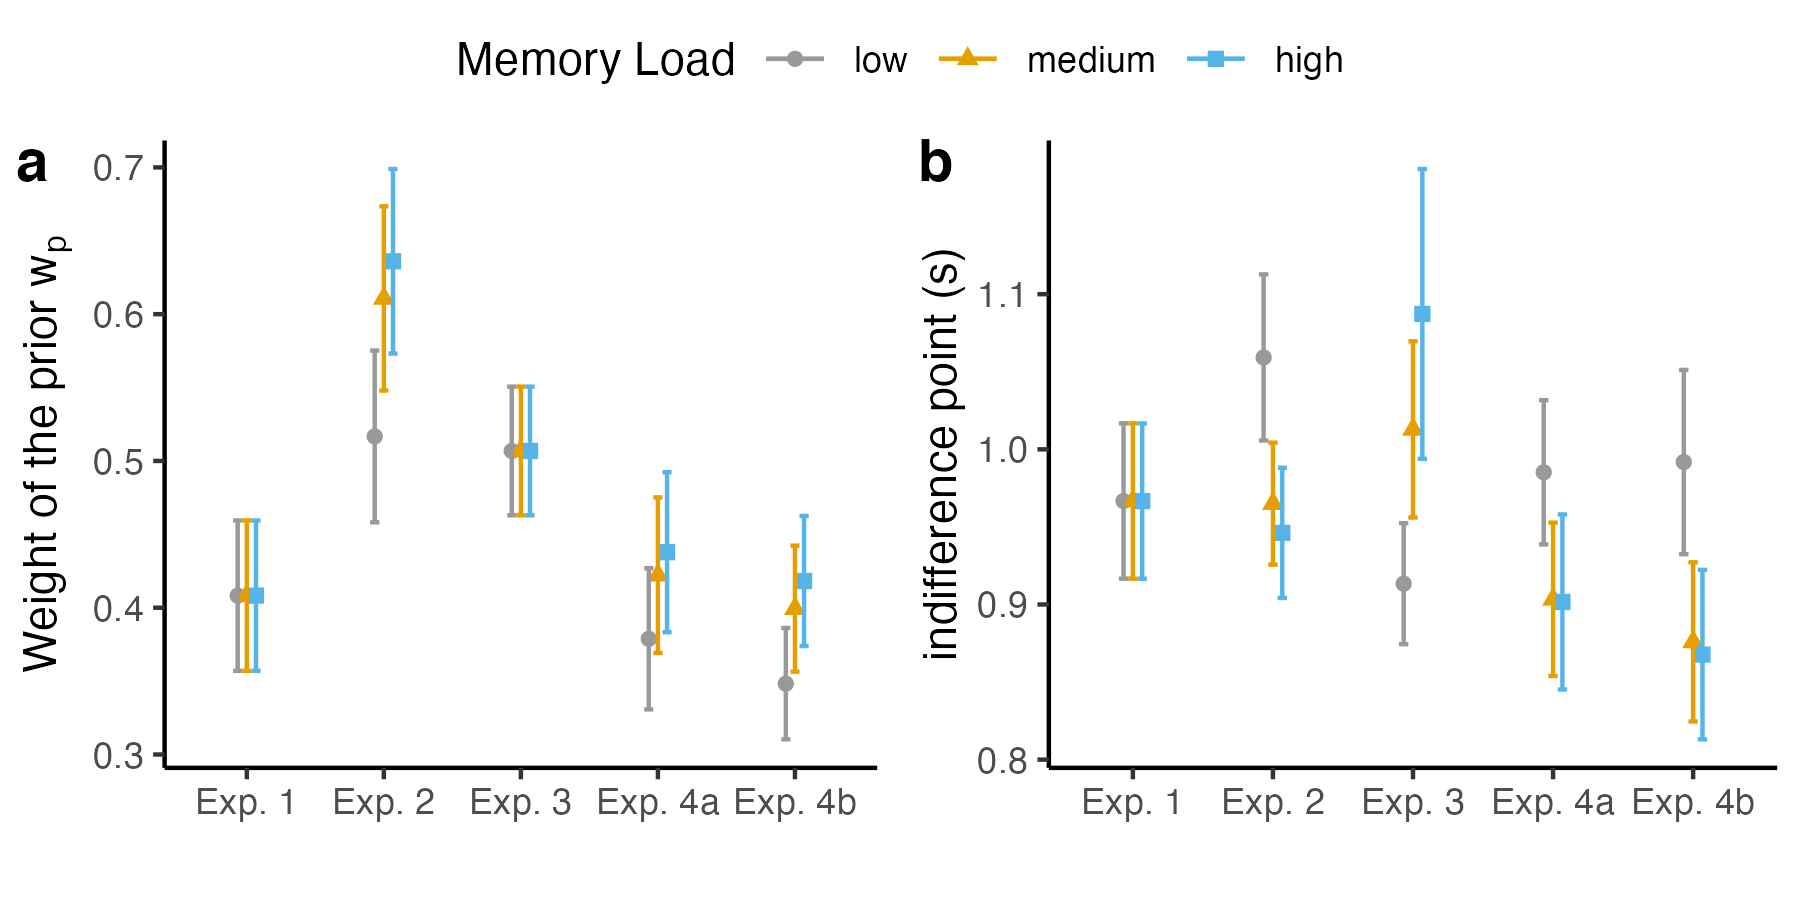 Memory Load low medium high
a
Weight of the prior wp
0.7
0.6
0.5
0.4
0.3
Exp. 1 Exp. 2 Exp. 3 Exp. 4a Exp. 4b
b
indifference point (s)
1.1
1.0
0.9
0.8
Exp. 1 Exp. 2 Exp. 3 Exp. 4a Exp. 4b